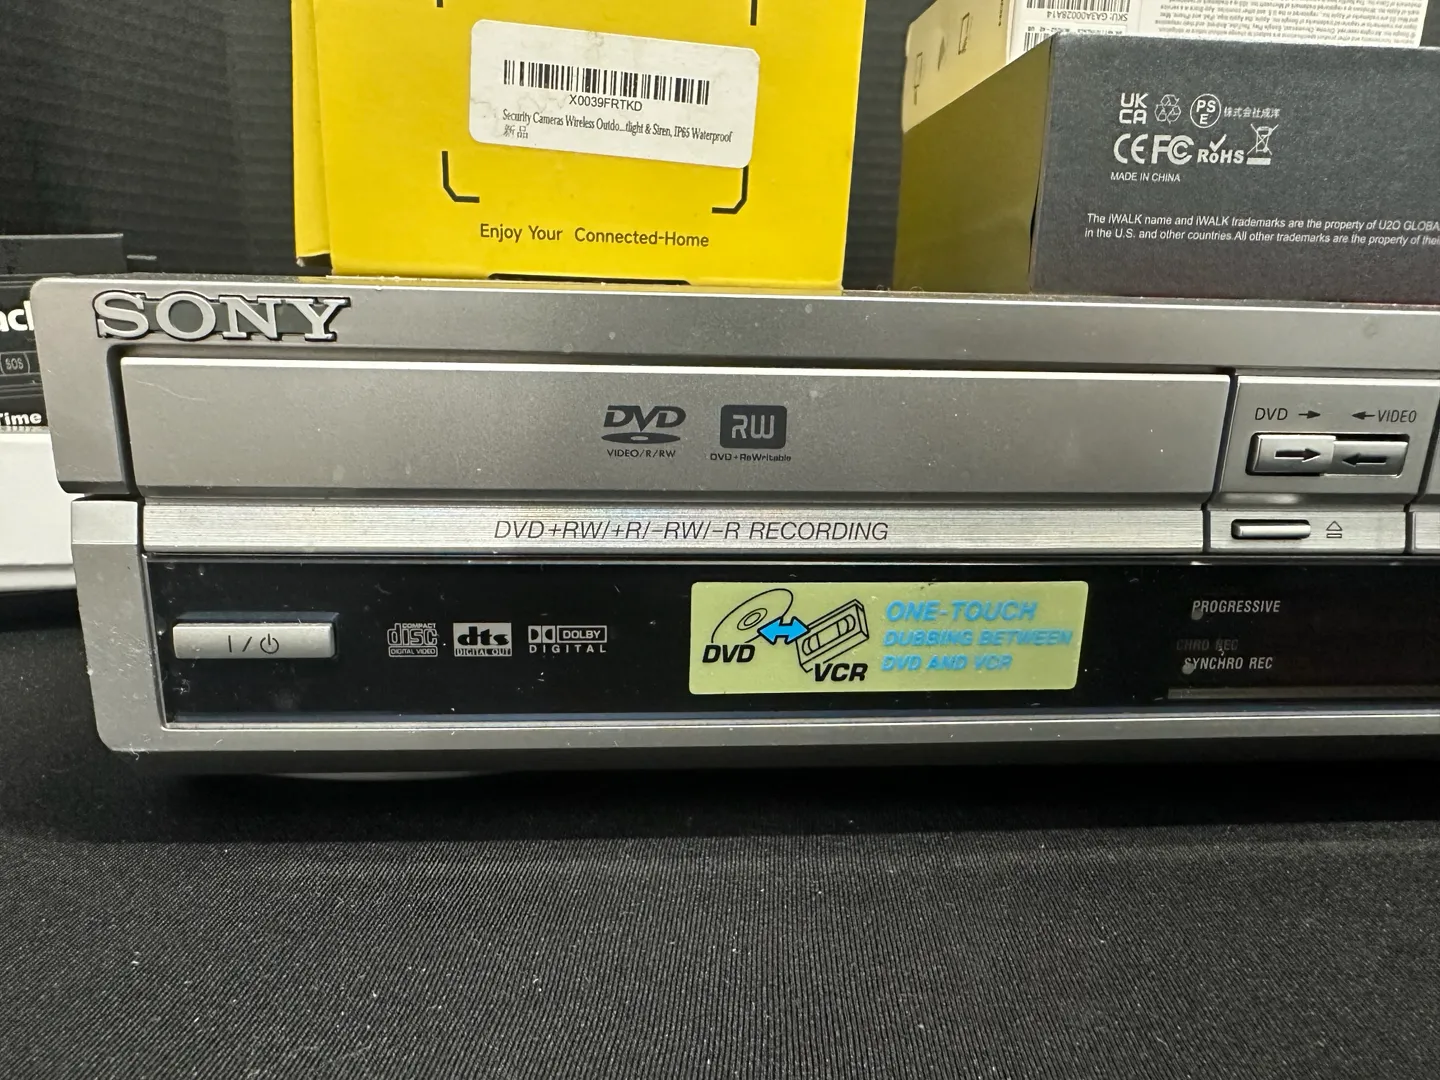 SKU: GA3A00028A14
X0039FRTKD
Security Cameras Wireless Outdo...tlight & Siren, IP65 Waterproof
新品
Enjoy Your Connected-Home
UK
CA
PS
E
株式会社成洋
CE FC RoHS
MADE IN CHINA
The iWALK name and iWALK trademarks are the property of U2O GLOBA
in the U.S. and other countries.All other trademarks are the property of thei
SOS
Time
SONY
DVD
VIDEO/R/RW
RW
DVD+ReWritable
DVD
VIDEO
DVD+RW/+R/-RW/-R RECORDING
COMPACT
disc
DIGITAL VIDEO
dts
DIGITAL OUT
DOLBY
DIGITAL
DVD
VCR
ONE-TOUCH
DUBBING BETWEEN
DVD AND VCR
PROGRESSIVE
SYNCHRO REC